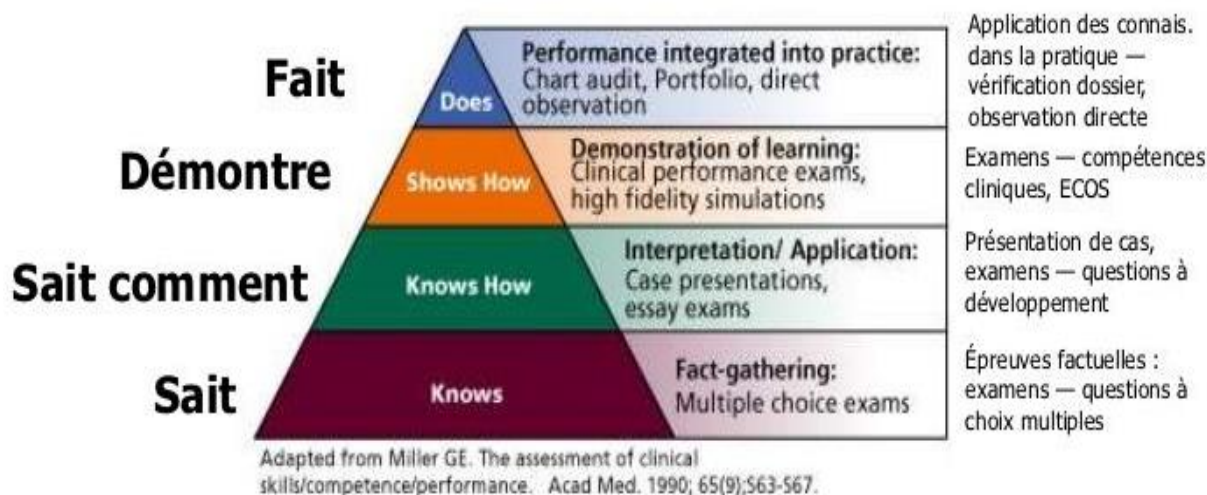 Fait
Does
Performance integrated into practice:
Chart audit, Portfolio, direct
observation
Application des connais.
dans la pratique —
vérification dossier,
observation directe
Démontre
Shows How
Demonstration of learning:
Clinical performance exams,
high fidelity simulations
Examens — compétences
cliniques, ECOS
Sait comment
Knows How
Interpretation/ Application:
Case presentations,
essay exams
Présentation de cas,
examens — questions à
développement
Sait
Knows
Fact-gathering:
Multiple choice exams
Épreuves factuelles :
examens — questions à
choix multiples
Adapted from Miller GE. The assessment of clinical
skills/competence/performance. Acad Med. 1990; 65(9);S63-567.